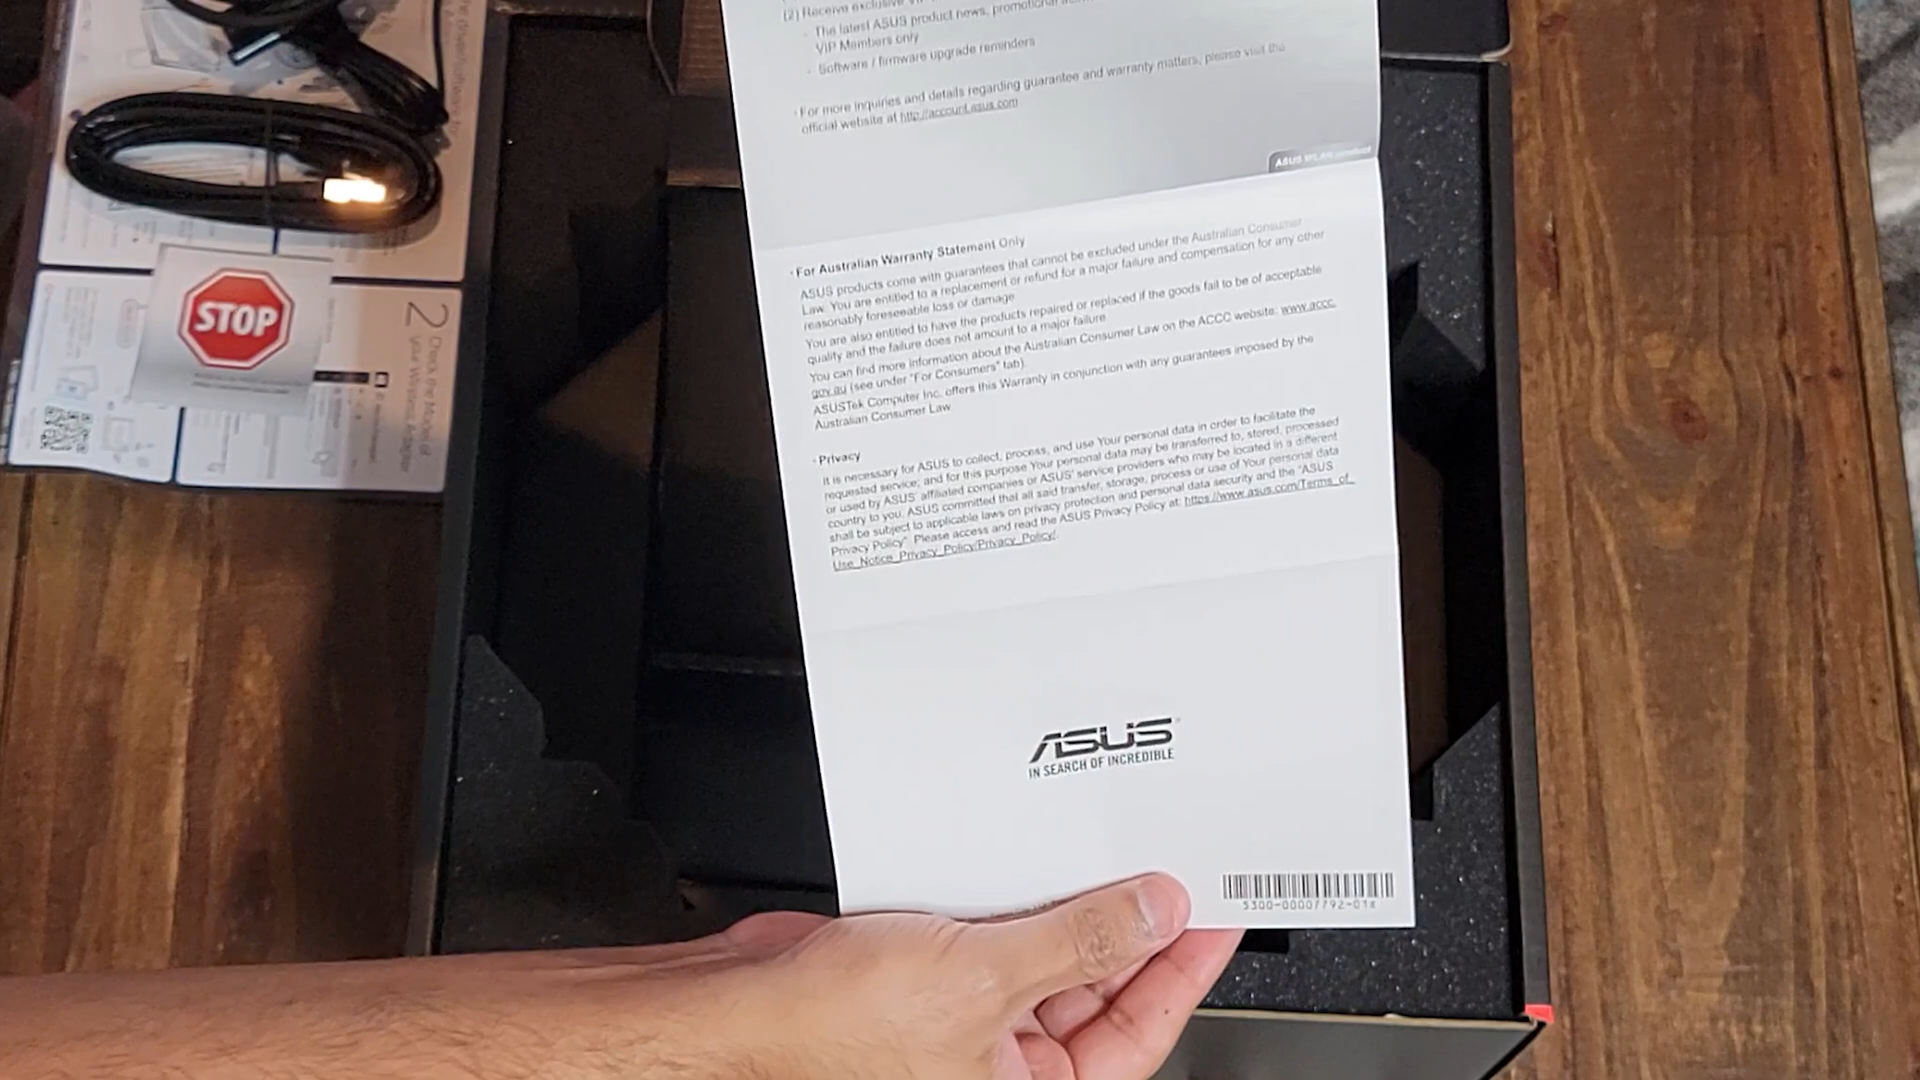 (2) Receive exclusive VIP
- The latest ASUS product news, promotional
VIP Members only
- Software / firmware upgrade reminders
· For more inquiries and details regarding guarantee and warranty matters, please visit the
official website at http://account.asus.com
ASUS WLAN product
· For Australian Warranty Statement Only
ASUS products come with guarantees that cannot be excluded under the Australian Consumer
Law. You are entitled to a replacement or refund for a major failure and compensation for any other
reasonably foreseeable loss or damage
You are also entitled to have the products repaired or replaced if the goods fail to be of acceptable
quality and the failure does not amount to a major failure.
You can find more information about the Australian Consumer Law on the ACCC website: www.accc.
gov.au (see under "For Consumers" tab).
ASUSTek Computer Inc. offers this Warranty in conjunction with any guarantees imposed by the
Australian Consumer Law.
· Privacy
It is necessary for ASUS to collect, process, and use Your personal data in order to facilitate the
requested service; and for this purpose Your personal data may be transferred to, stored, processed
or used by ASUS' affiliated companies or ASUS' service providers who may be located in a different
country to you. ASUS committed that all said transfer, storage, process or use of Your personal data
shall be subject to applicable laws on privacy protection and personal data security and the "ASUS
Privacy Policy". Please access and read the ASUS Privacy Policy at: https://www.asus.com/Terms_of_
Use_Notice_Privacy_Policy/Privacy_Policy/.
ASUS
IN SEARCH OF INCREDIBLE
STOP
2 Check the Model of
your Wireless Adapter